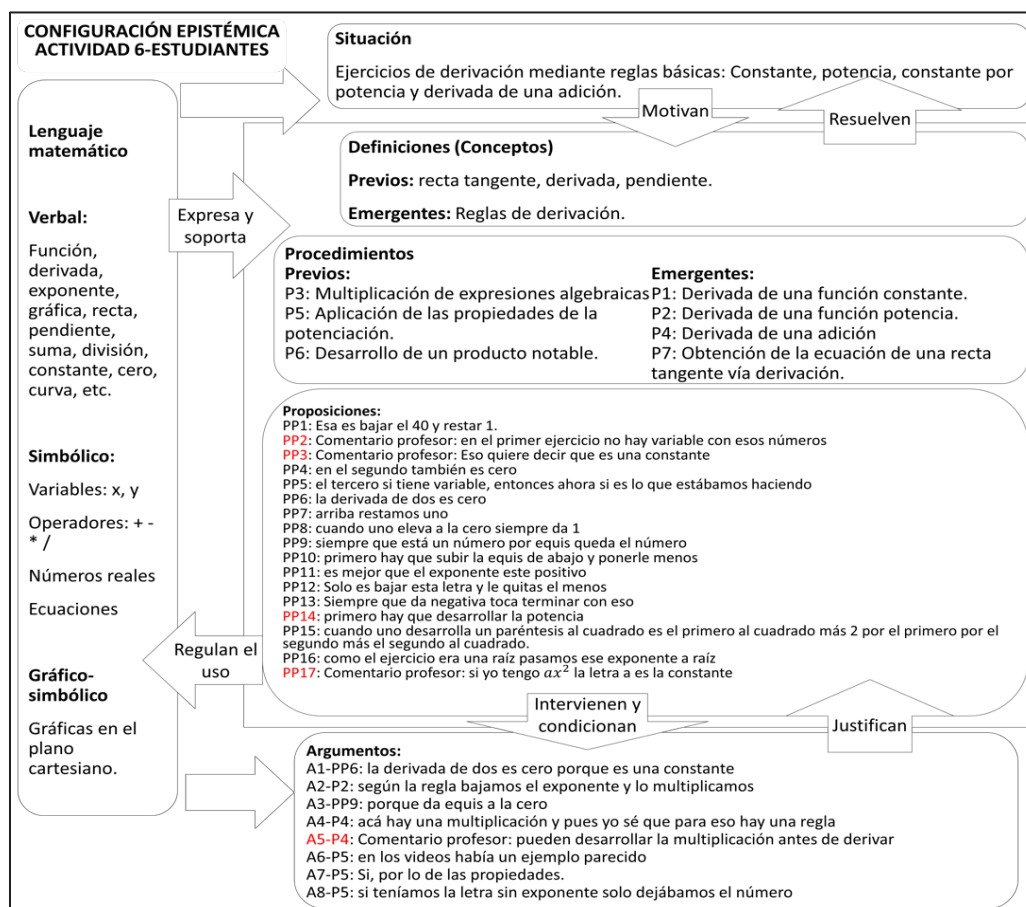 CONFIGURACIÓN EPISTÉMICA
ACTIVIDAD 6-ESTUDIANTES
Lenguaje
matemático
Verbal:
Función,
derivada,
exponente,
gráfica, recta,
pendiente,
suma, división,
constante, cero,
curva, etc.
Simbólico:
Variables: x, y
Operadores: + -
* /
Números reales
Ecuaciones
Gráfico-
simbólico
Gráficas en el
plano
cartesiano.
Expresa y
soporta
Regulan el
uso
Situación
Ejercicios de derivación mediante reglas básicas: Constante, potencia, constante por
potencia y derivada de una adición.
Motivan
Resuelven
Definiciones (Conceptos)
Previos: recta tangente, derivada, pendiente.
Emergentes: Reglas de derivación.
Procedimientos
Previos:
P3: Multiplicación de expresiones algebraicas
P5: Aplicación de las propiedades de la
potenciación.
P6: Desarrollo de un producto notable.
Emergentes:
P1: Derivada de una función constante.
P2: Derivada de una función potencia.
P4: Derivada de una adición
P7: Obtención de la ecuación de una recta
tangente vía derivación.
Proposiciones:
PP1: Esa es bajar el 40 y restar 1.
PP2: Comentario profesor: en el primer ejercicio no hay variable con esos números
PP3: Comentario profesor: Eso quiere decir que es una constante
PP4: en el segundo también es cero
PP5: el tercero si tiene variable, entonces ahora si es lo que estábamos haciendo
PP6: la derivada de dos es cero
PP7: arriba restamos uno
PP8: cuando uno eleva a la cero siempre da 1
PP9: siempre que está un número por equis queda el número
PP10: primero hay que subir la equis de abajo y ponerle menos
PP11: es mejor que el exponente este positivo
PP12: Solo es bajar esta letra y le quitas el menos
PP13: Siempre que da negativa toca terminar con eso
PP14: primero hay que desarrollar la potencia
PP15: cuando uno desarrolla un paréntesis al cuadrado es el primero al cuadrado más 2 por el primero por el
segundo más el segundo al cuadrado.
PP16: como el ejercicio era una raíz pasamos ese exponente a raíz
PP17: Comentario profesor: si yo tengo ax² la letra a es la constante
Intervienen y
condicionan
Justifican
Argumentos:
A1-PP6: la derivada de dos es cero porque es una constante
A2-P2: según la regla bajamos el exponente y lo multiplicamos
A3-PP9: porque da equis a la cero
A4-P4: acá hay una multiplicación y pues yo sé que para eso hay una regla
A5-P4: Comentario profesor: pueden desarrollar la multiplicación antes de derivar
A6-P5: en los videos había un ejemplo parecido
A7-P5: Si, por lo de las propiedades.
A8-P5: si teníamos la letra sin exponente solo dejábamos el número